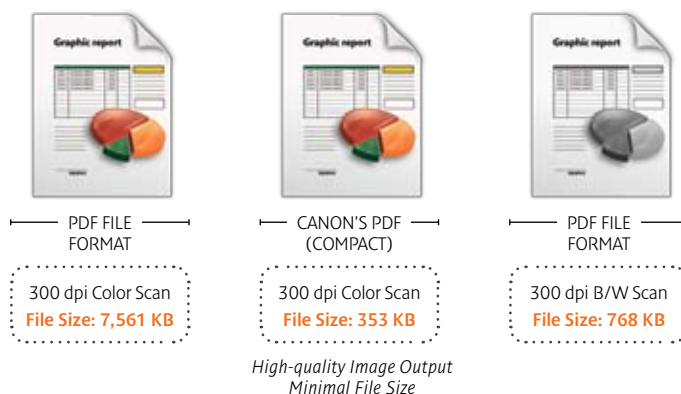 Graphic report
PDF FILE
FORMAT
300 dpi Color Scan
File Size: 7,561 KB
Graphic report
CANON'S PDF
(COMPACT)
300 dpi Color Scan
File Size: 353 KB
High-quality Image Output
Minimal File Size
Graphic report
PDF FILE
FORMAT
300 dpi B/W Scan
File Size: 768 KB